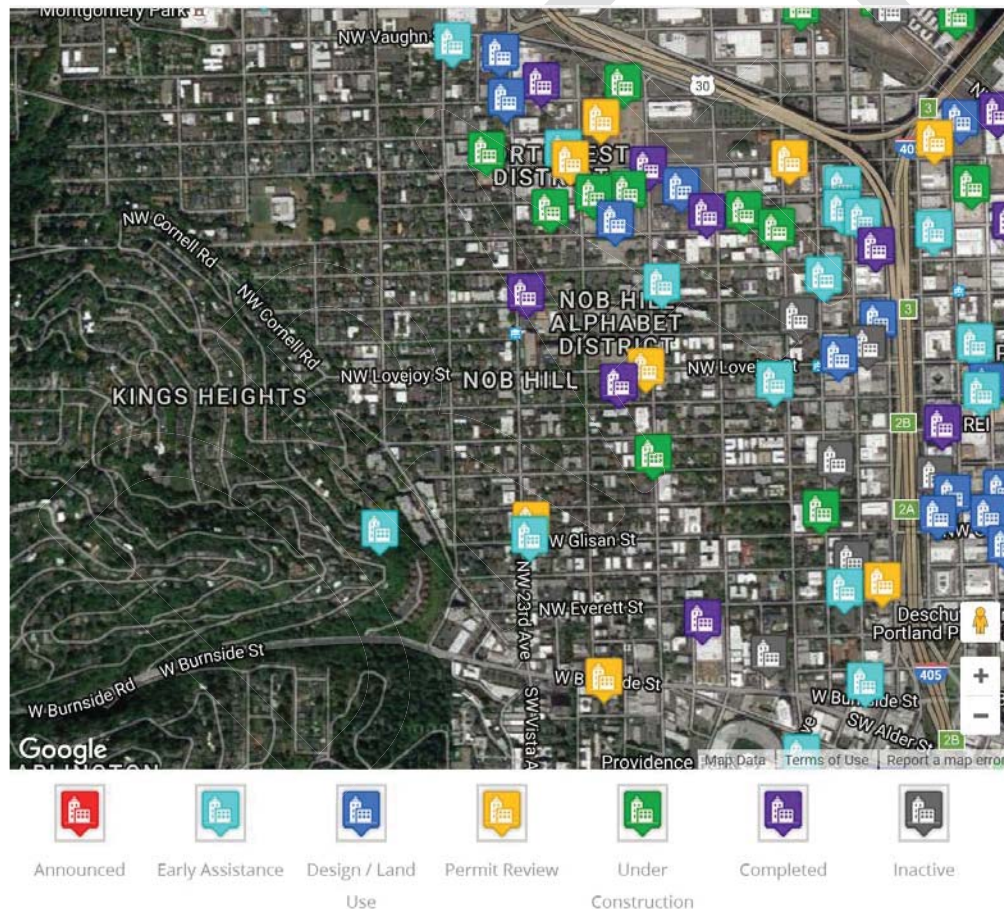 Montgomery Park
NW Vaughn
30
3
DISTRICT
NW Cornell Rd
NW Cornell Rd
3
NOB HILL
ALPHABET
DISTRICT
NW Lovejoy St
NOB HILL
NW Love
KINGS HEIGHTS
2B
REI
2A
W Glisan St
NW 23rd Ave
NW Everett St
Deschu
Portland
W Burnside St
W B de St
405
W Burnside Rd
W Burnside St
SW Vista A
SW Alder St
2B
Google
Providence
Map Data
Terms of Use
Report a map error
Announced
Early Assistance
Design / Land
Use
Permit Review
Under
Construction
Completed
Inactive